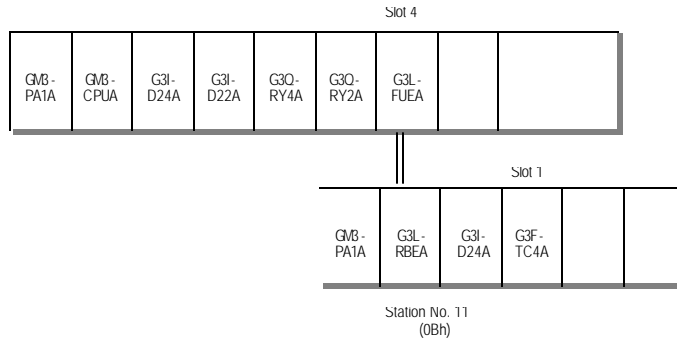 Slot 4
GM3-
PA1A
GM3-
CPUA
G3I-
D24A
G3I-
D22A
G3Q-
RY4A
G3Q-
RY2A
G3L-
FUEA
Slot 1
GM3-
PA1A
G3L-
RBEA
G3I-
D24A
G3F-
TC4A
Station No. 11
(0Bh)